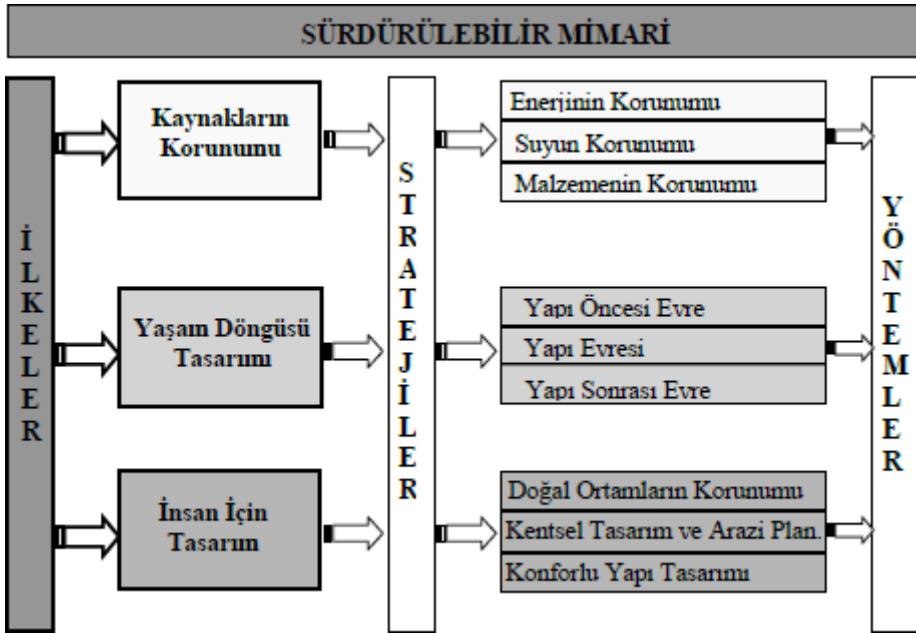 SÜRDÜRÜLEBİLİR MİMARİ
İLKELER
Kaynakların
Korunumu
Yaşam Döngüsü
Tasarımı
İnsan İçin
Tasarım
STRATEJİLER
Enerjinin Korunumu
Suyun Korunumu
Malzemenin Korunumu
Yapı Öncesi Evre
Yapı Evresi
Yapı Sonrası Evre
Doğal Ortamların Korunumu
Kentsel Tasarım ve Arazi Plan.
Konforlu Yapı Tasarımı
YÖNTEMLER